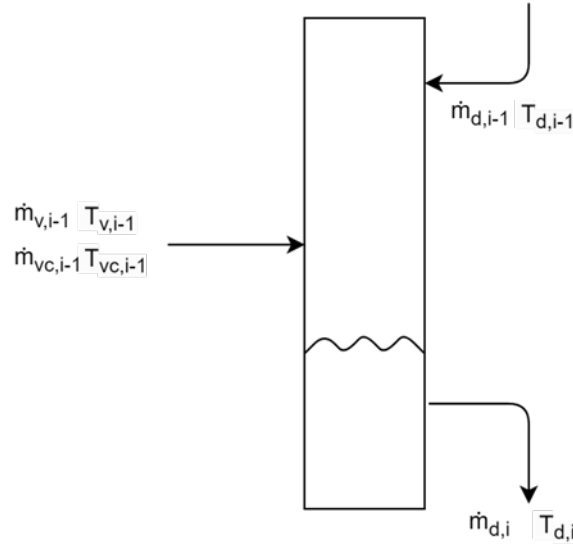 ṁd,i-1 Td,i-1
ṁv,i-1 Tv,i-1
ṁvc,i-1 Tvc,i-1
ṁd,i Td,i